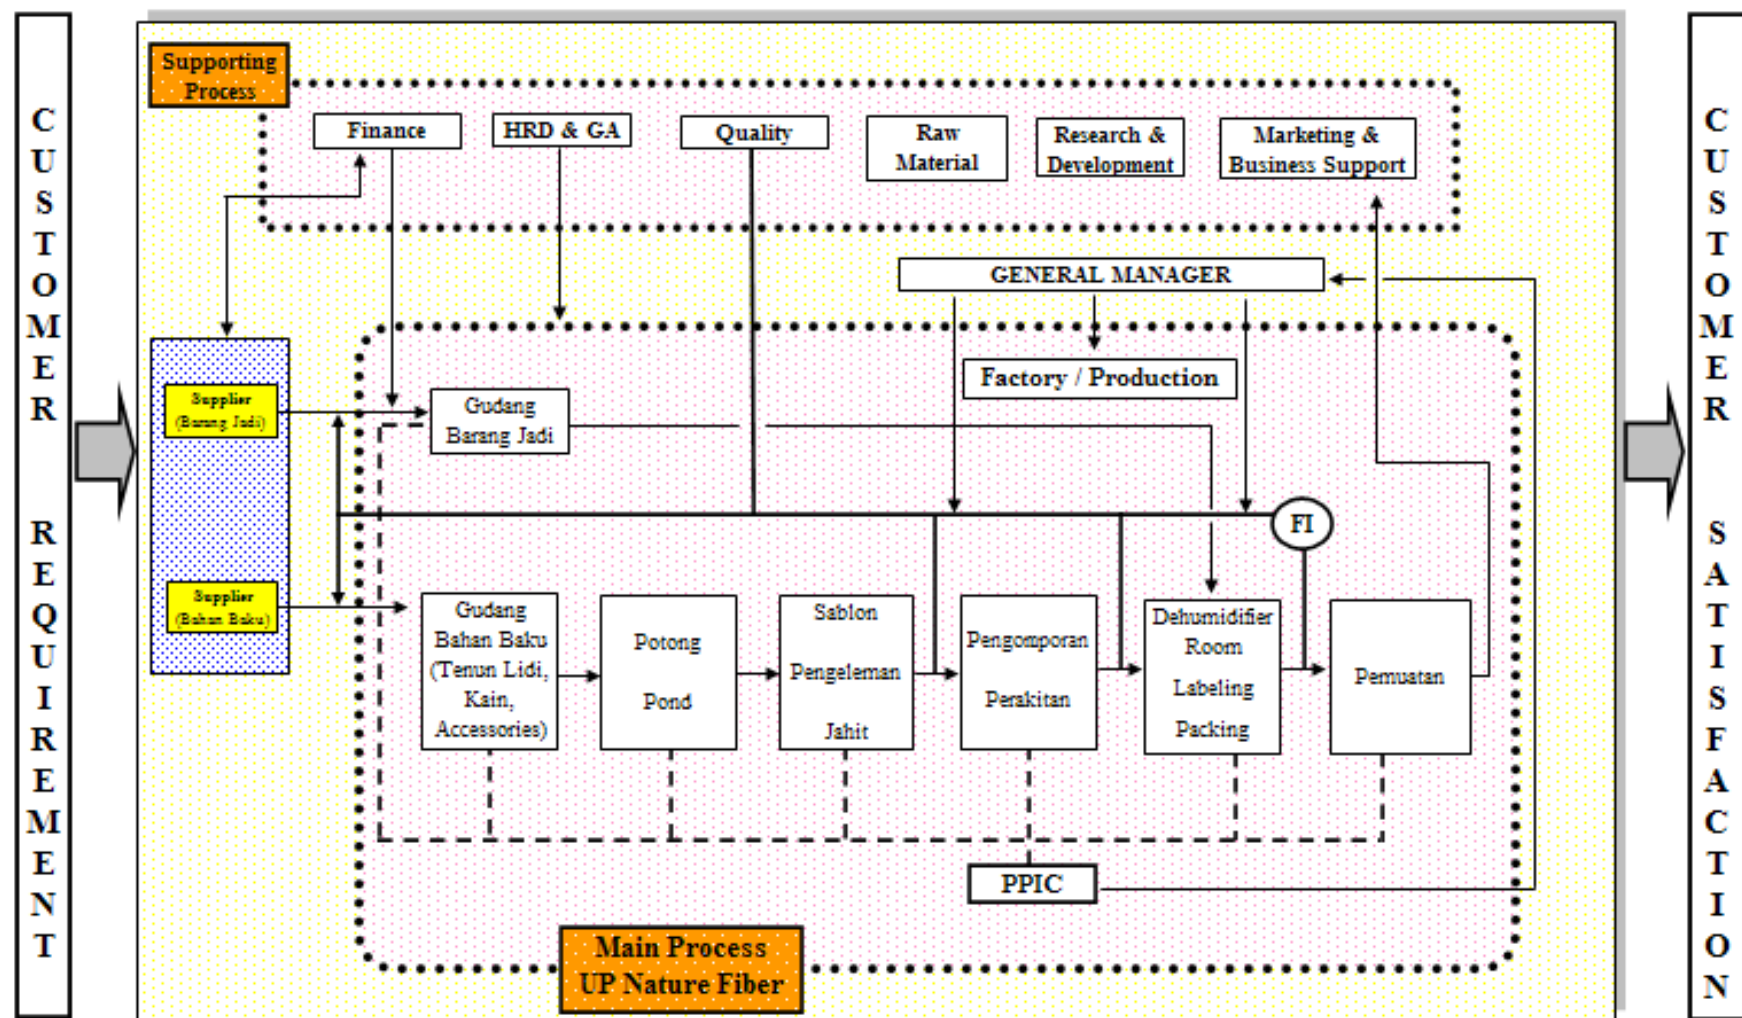 CUSTOMER REQUIREMENT
Supporting
Process
Finance
HRD & GA
Quality
Raw
Material
Research &
Development
Marketing &
Business Support
GENERAL MANAGER
Factory / Production
Supplier
(Barang Jadi)
Gudang
Barang Jadi
FI
Supplier
(Bahan Baku)
Gudang
Bahan Baku
(Tenun Lidi,
Kain,
Accessories)
Potong
Pond
Sablon
Pengeleman
Jahit
Pengomporan
Perakitan
Dehumidifier
Room
Labeling
Packing
Pemuatan
PPIC
Main Process
UP Nature Fiber
CUSTOMER SATISFACTION